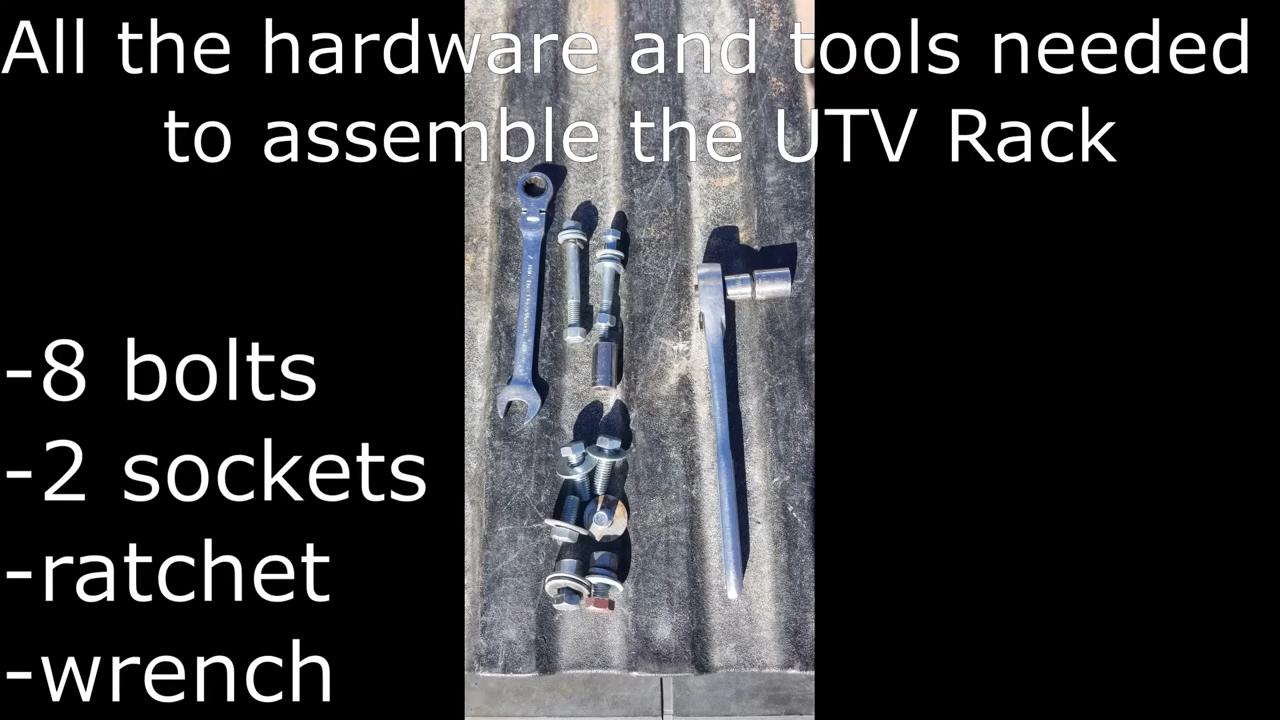 All the hardware and tools needed
to assemble the UTV Rack
-8 bolts
-2 sockets
-ratchet
-wrench